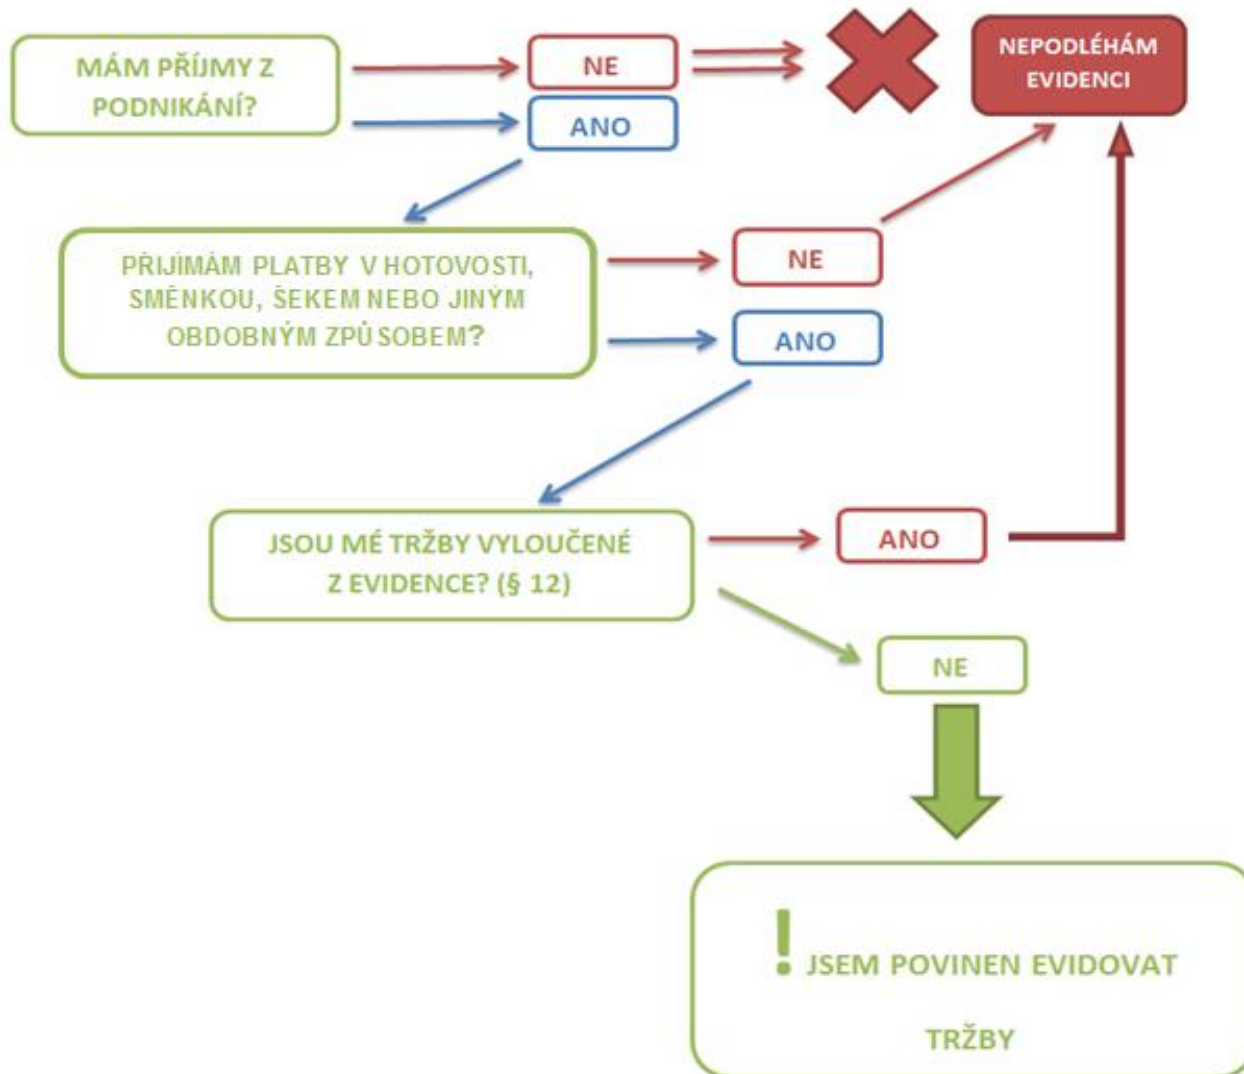 MÁM PŘÍJMY Z
PODNIKÁNÍ?
NE
ANO
NEPODLÉHÁM
EVIDENCI
PŘIJÍMÁM PLATBY V HOTOVOSTI,
SMĚNKOU, ŠEKEM NEBO JINÝM
OBDOBNÝM ZPŮSOBEM?
NE
ANO
JSOU MÉ TRŽBY VYLOUČENÉ
Z EVIDENCE? (§ 12)
ANO
NE
! JSEM POVINEN EVIDOVAT
TRŽBY